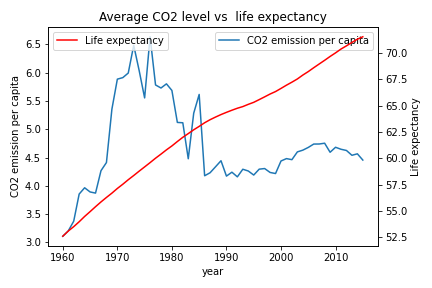 Average CO2 level vs  life expectancy
Life expectancy
CO2 emission per capita
CO2 emission per capita
6.5
6.0
5.5
5.0
4.5
4.0
3.5
3.0
70.0
67.5
65.0
62.5
60.0
57.5
55.0
52.5
Life expectancy
1960 1970 1980 1990 2000 2010
year